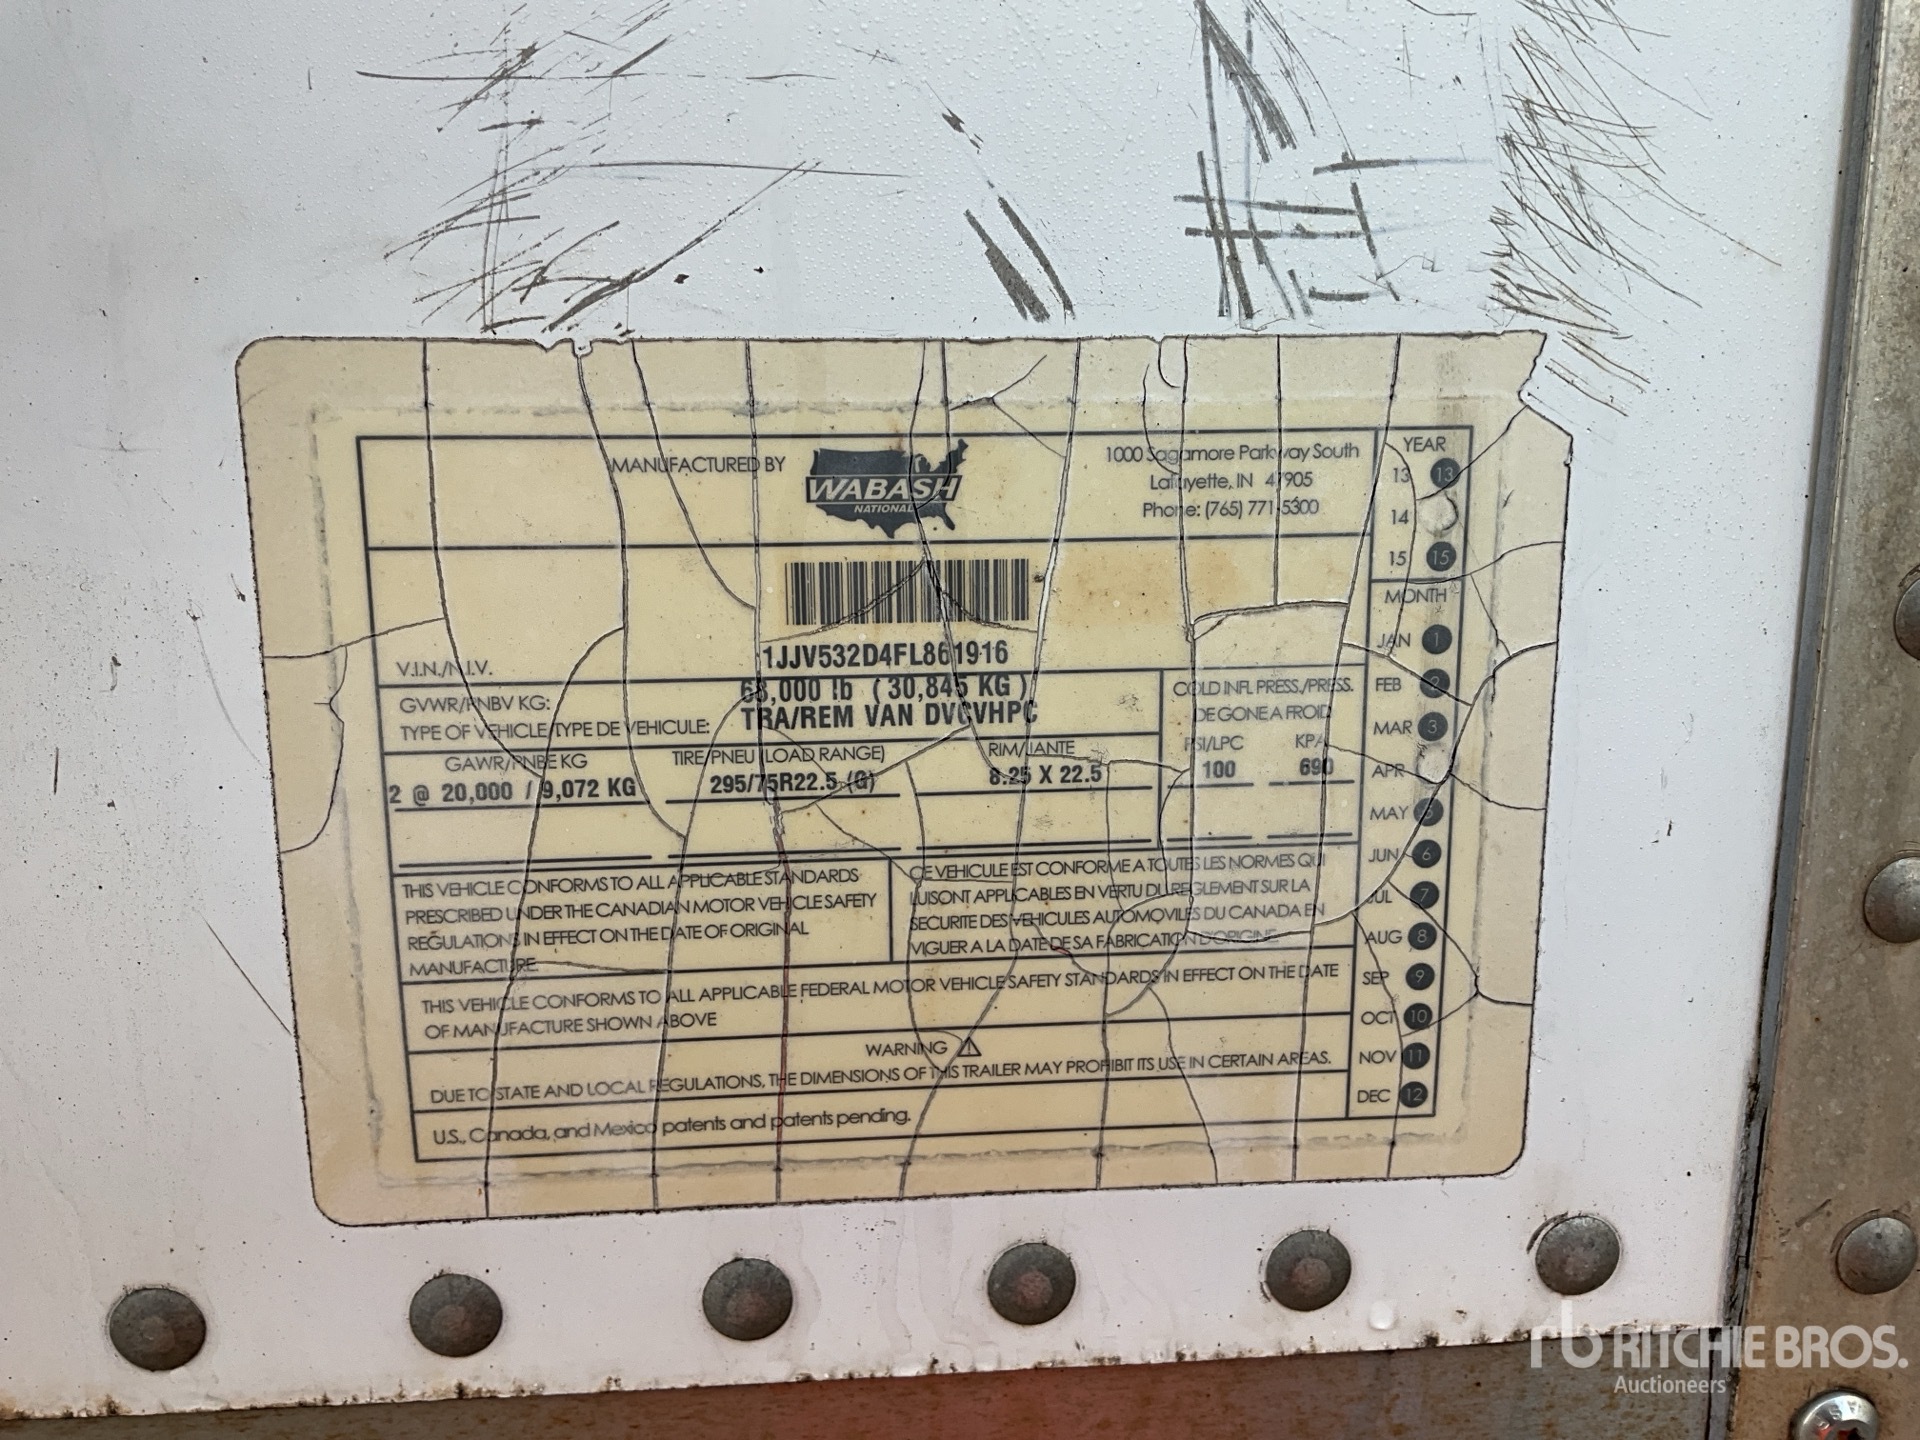 MANUFACTURED BY
WABASH
NATIONAL
1000 Sagamore Parkway South
Lafayette, IN 47905
Phone: (765) 771-5300
YEAR
13 13
14
15 15
MONTH
JAN 1
FEB 2
MAR 3
APR
MAY 5
JUN 6
JUL 7
AUG 8
SEP 9
OCT 10
NOV 11
DEC 12
V.I.N./N.I.V.
1JJV532D4FL861916
GVWR/PNBV KG:
68,000 lb (30,845 KG)
TYPE OF VEHICLE/TYPE DE VEHICULE:
TRA/REM VAN DVCVHPC
COLD INFL PRESS./PRESS.
DE GONE A FROID
PSI/LPC KPA
100 690
GAWR/PNBE KG
2 @ 20,000 / 9,072 KG
TIRE/PNEU (LOAD RANGE)
295/75R22.5 (G)
RIM/JANTE
8.25 X 22.5
THIS VEHICLE CONFORMS TO ALL APPLICABLE STANDARDS
PRESCRIBED UNDER THE CANADIAN MOTOR VEHICLE SAFETY
REGULATIONS IN EFFECT ON THE DATE OF ORIGINAL
MANUFACTURE.
CE VEHICULE EST CONFORME A TOUTES LES NORMES QUI
LUISONT APPLICABLES EN VERTU DU REGLEMENT SUR LA
SECURITE DES VEHICULES AUTOMOVILES DU CANADA EN
VIGUER A LA DATE DE SA FABRICATION D'ORIGINE
THIS VEHICLE CONFORMS TO ALL APPLICABLE FEDERAL MOTOR VEHICLE SAFETY STANDARDS IN EFFECT ON THE DATE
OF MANUFACTURE SHOWN ABOVE
WARNING
DUE TO STATE AND LOCAL REGULATIONS, THE DIMENSIONS OF THIS TRAILER MAY PROHIBIT ITS USE IN CERTAIN AREAS.
U.S., Canada, and Mexico patents and patents pending.
rb RITCHIE BROS.
Auctioneers